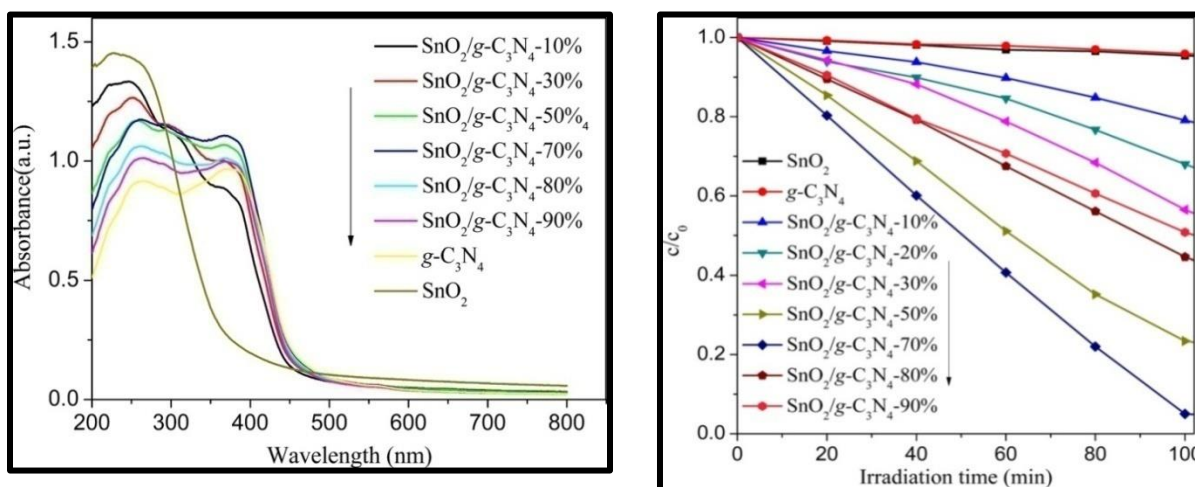 1.5
1.0
0.5
0.0
Absorbance(a.u.)
SnO₂/g-C₃N₄-10%
SnO₂/g-C₃N₄-30%
SnO₂/g-C₃N₄-50%₄
SnO₂/g-C₃N₄-70%
SnO₂/g-C₃N₄-80%
SnO₂/g-C₃N₄-90%
g-C₃N₄
SnO₂
200 300 400 500 600 700 800
Wavelength (nm)
1.0
0.8
0.6
0.4
0.2
0.0
c/c₀
SnO₂
g-C₃N₄
SnO₂/g-C₃N₄-10%
SnO₂/g-C₃N₄-20%
SnO₂/g-C₃N₄-30%
SnO₂/g-C₃N₄-50%
SnO₂/g-C₃N₄-70%
SnO₂/g-C₃N₄-80%
SnO₂/g-C₃N₄-90%
0 20 40 60 80 100
Irradiation time (min)